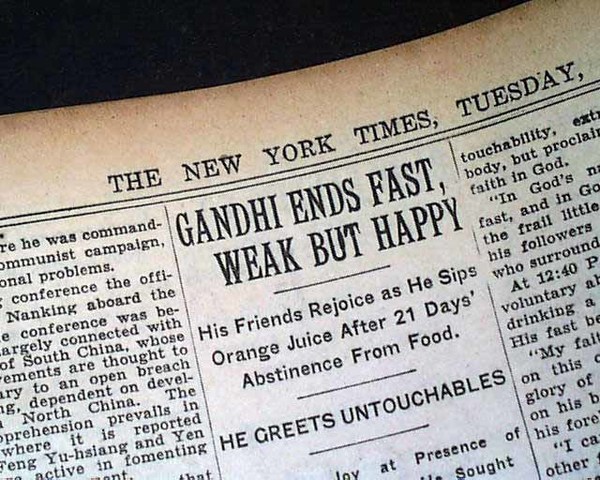 THE NEW YORK TIMES, TUESDAY,
re he was command-
ommunist campaign,
onal problems.
conference the offi-
Nanking aboard the
e conference was be-
argely connected with
of South China, whose
vements are thought to
ary to an open breach
ng, dependent on devel-
North China. The
pprehension prevails in
where it is reported
Feng Yu-hsiang and Yen
active in fomenting
that
GANDHI ENDS FAST,
WEAK BUT HAPPY
His Friends Rejoice as He Sips
Orange Juice After 21 Days'
Abstinence From Food.
HE GREETS UNTOUCHABLES
Joy at Presence of
Sought
touchability, extr
body, but proclaim
faith in God.
"In God's na
fast, and in Go
the frail little
his followers
who surround
At 12:40 P
voluntary ab
drinking a
His fast be
"My fait
on this
glory of
on his b
his fore
"I ca
other